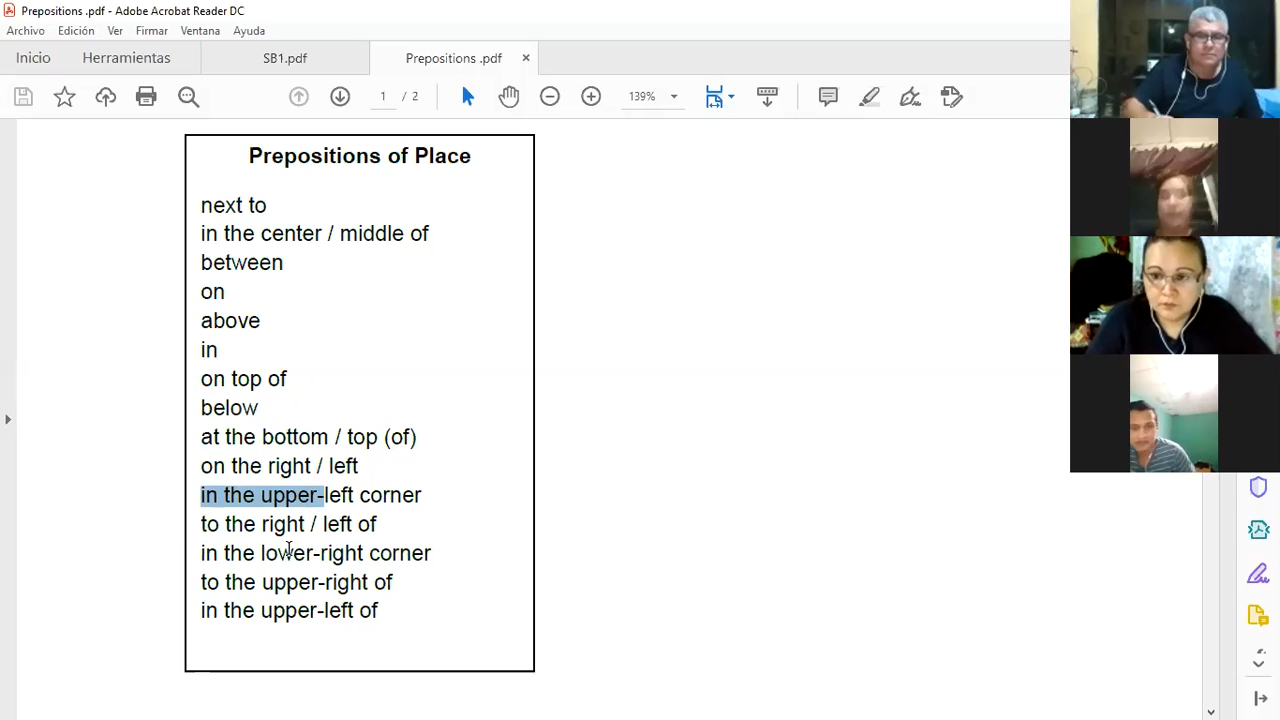 Prepositions .pdf - Adobe Acrobat Reader DC
Archivo Edición Ver Firmar Ventana Ayuda
Inicio Herramientas SB1.pdf Prepositions .pdf ×
1 / 2 139%
Prepositions of Place
next to
in the center / middle of
between
on
above
in
on top of
below
at the bottom / top (of)
on the right / left
in the upper-left corner
to the right / left of
in the lower-right corner
to the upper-right of
in the upper-left of